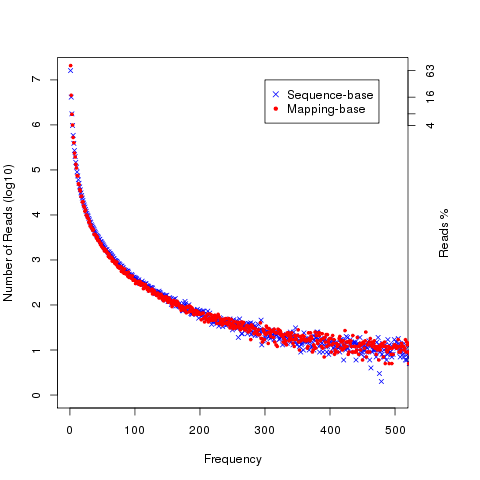 Sequence-base
Mapping-base
Number of Reads (log10)
7
6
5
4
3
2
1
0
63
16
4
Reads %
0 100 200 300 400 500
Frequency